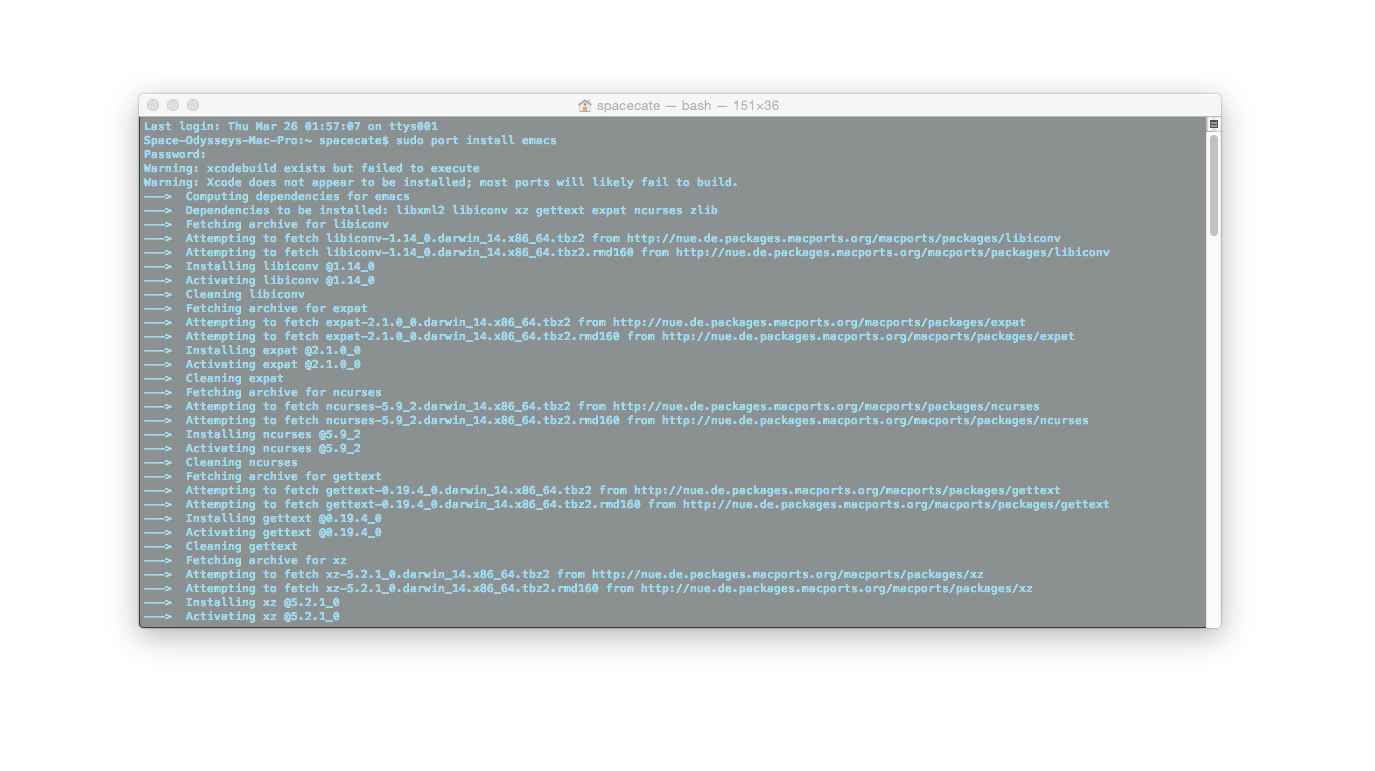 spacecate — bash — 151×36
Last login: Thu Mar 26 01:57:07 on ttys001
Space-Odysseys-Mac-Pro:~ spacecate$ sudo port install emacs
Password:
Warning: xcodebuild exists but failed to execute
Warning: Xcode does not appear to be installed; most ports will likely fail to build.
--->  Computing dependencies for emacs
--->  Dependencies to be installed: libxml2 libiconv xz gettext expat ncurses zlib
--->  Fetching archive for libiconv
--->  Attempting to fetch libiconv-1.14_0.darwin_14.x86_64.tbz2 from http://nue.de.packages.macports.org/macports/packages/libiconv
--->  Attempting to fetch libiconv-1.14_0.darwin_14.x86_64.tbz2.rmd160 from http://nue.de.packages.macports.org/macports/packages/libiconv
--->  Installing libiconv @1.14_0
--->  Activating libiconv @1.14_0
--->  Cleaning libiconv
--->  Fetching archive for expat
--->  Attempting to fetch expat-2.1.0_0.darwin_14.x86_64.tbz2 from http://nue.de.packages.macports.org/macports/packages/expat
--->  Attempting to fetch expat-2.1.0_0.darwin_14.x86_64.tbz2.rmd160 from http://nue.de.packages.macports.org/macports/packages/expat
--->  Installing expat @2.1.0_0
--->  Activating expat @2.1.0_0
--->  Cleaning expat
--->  Fetching archive for ncurses
--->  Attempting to fetch ncurses-5.9_2.darwin_14.x86_64.tbz2 from http://nue.de.packages.macports.org/macports/packages/ncurses
--->  Attempting to fetch ncurses-5.9_2.darwin_14.x86_64.tbz2.rmd160 from http://nue.de.packages.macports.org/macports/packages/ncurses
--->  Installing ncurses @5.9_2
--->  Activating ncurses @5.9_2
--->  Cleaning ncurses
--->  Fetching archive for gettext
--->  Attempting to fetch gettext-0.19.4_0.darwin_14.x86_64.tbz2 from http://nue.de.packages.macports.org/macports/packages/gettext
--->  Attempting to fetch gettext-0.19.4_0.darwin_14.x86_64.tbz2.rmd160 from http://nue.de.packages.macports.org/macports/packages/gettext
--->  Installing gettext @0.19.4_0
--->  Activating gettext @0.19.4_0
--->  Cleaning gettext
--->  Fetching archive for xz
--->  Attempting to fetch xz-5.2.1_0.darwin_14.x86_64.tbz2 from http://nue.de.packages.macports.org/macports/packages/xz
--->  Attempting to fetch xz-5.2.1_0.darwin_14.x86_64.tbz2.rmd160 from http://nue.de.packages.macports.org/macports/packages/xz
--->  Installing xz @5.2.1_0
--->  Activating xz @5.2.1_0